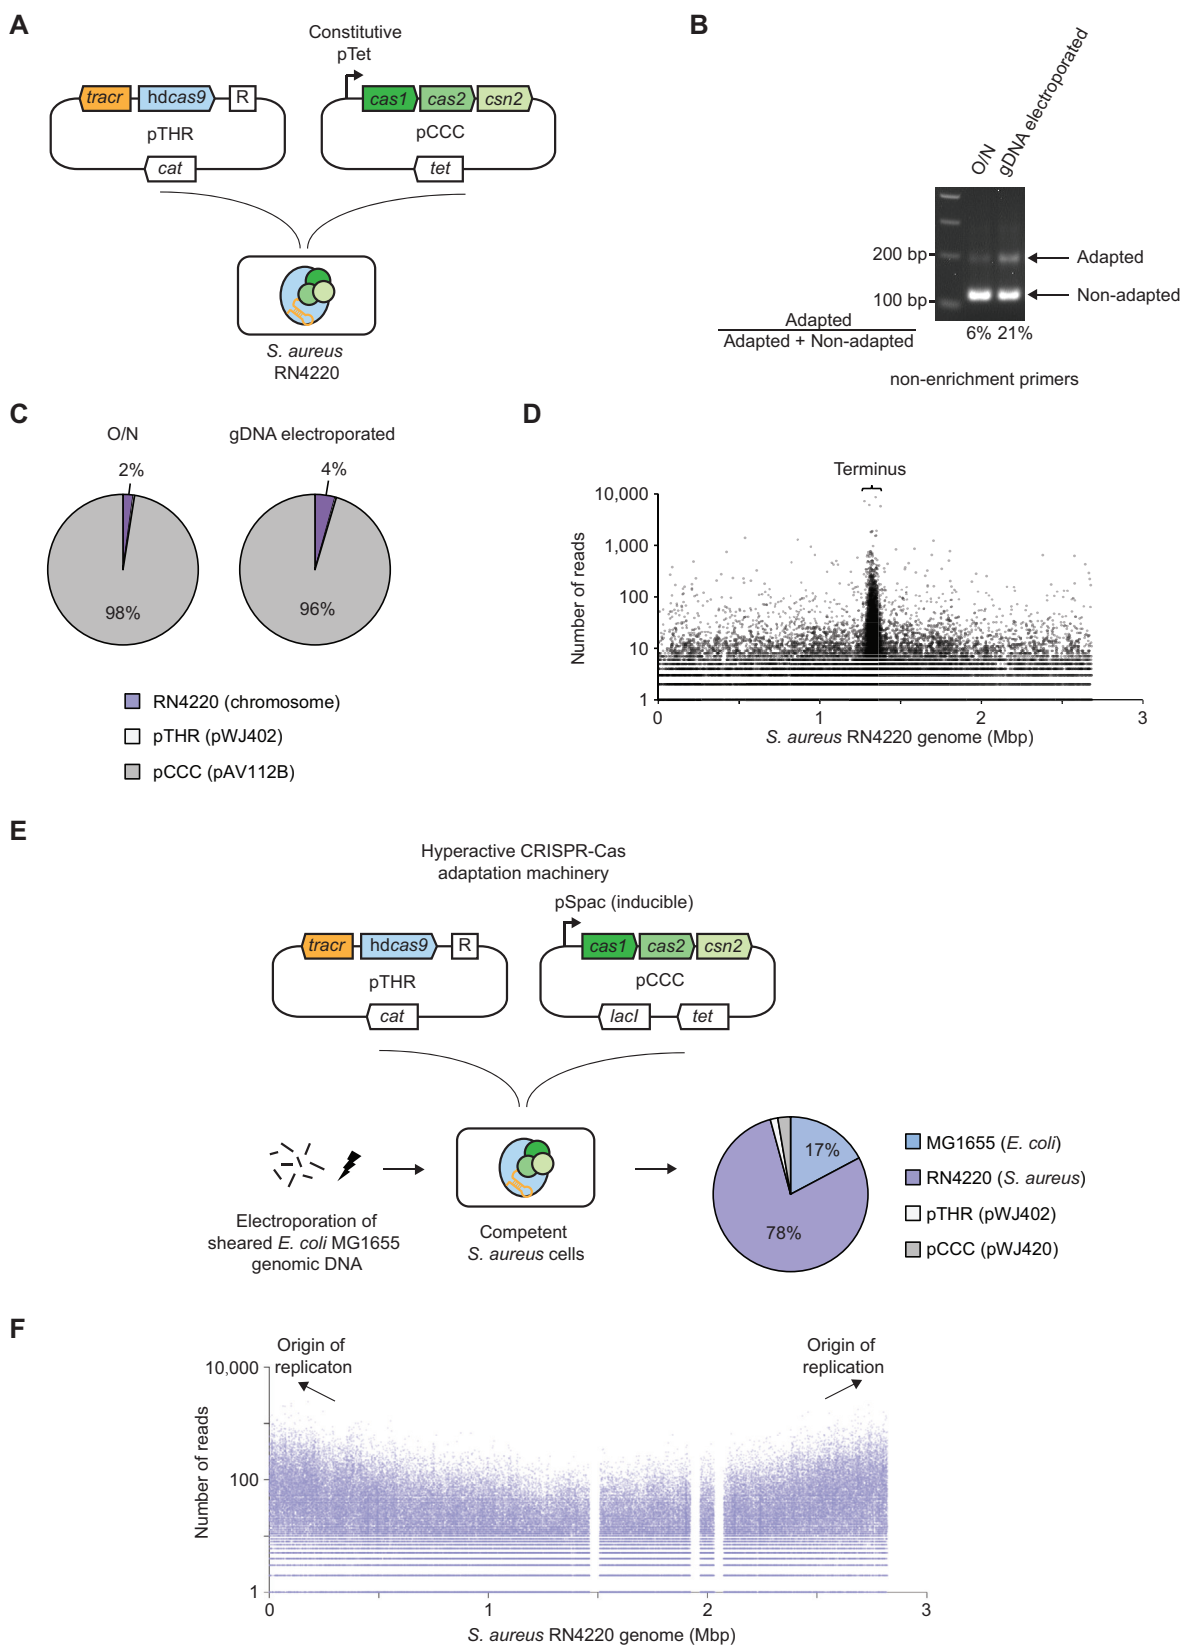 A
Constitutive
pTet
tracr
hdcas9
R
cas1
cas2
csn2
pTHR
pCCC
cat
tet
S. aureus
RN4220
B
O/N
gDNA electroporated
200 bp
100 bp
Adapted
Non-adapted
Adapted
Adapted + Non-adapted
6% 21%
non-enrichment primers
C
O/N
gDNA electroporated
2%
4%
98%
96%
RN4220 (chromosome)
pTHR (pWJ402)
pCCC (pAV112B)
D
Terminus
10,000
1,000
100
10
1
Number of reads
0
1
2
3
S. aureus RN4220 genome (Mbp)
E
Hyperactive CRISPR-Cas
adaptation machinery
pSpac (inducible)
tracr
hdcas9
R
cas1
cas2
csn2
pTHR
pCCC
cat
lacI
tet
Electroporation of
sheared E. coli MG1655
genomic DNA
Competent
S. aureus cells
17%
78%
MG1655 (E. coli)
RN4220 (S. aureus)
pTHR (pWJ402)
pCCC (pWJ420)
F
Origin of
replicaton
Origin of
replication
10,000
100
1
Number of reads
0
1
2
3
S. aureus RN4220 genome (Mbp)